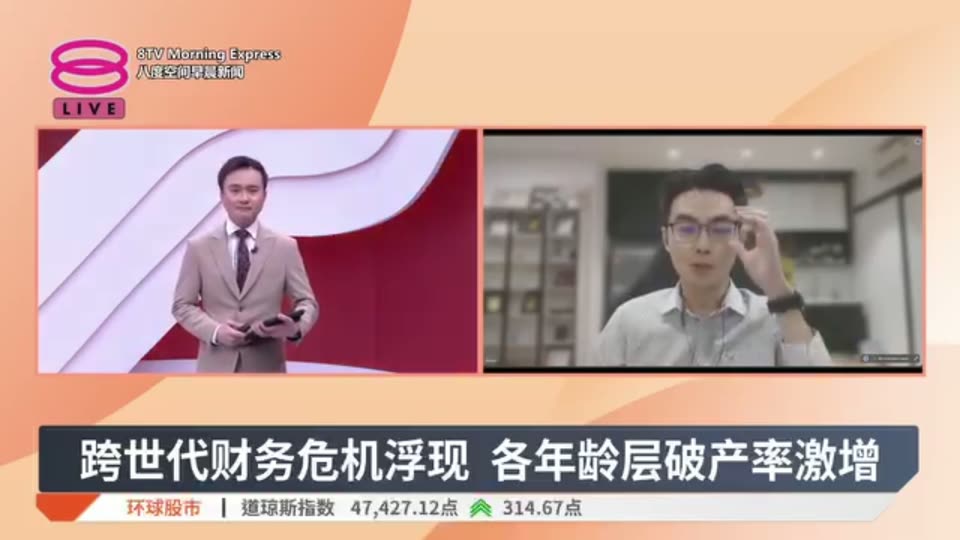 8TV Morning Express
八度空间早晨新闻
LIVE
跨世代财务危机浮现 各年龄层破产率激增
环球股市 | 道琼斯指数 47,427.12点 314.67点